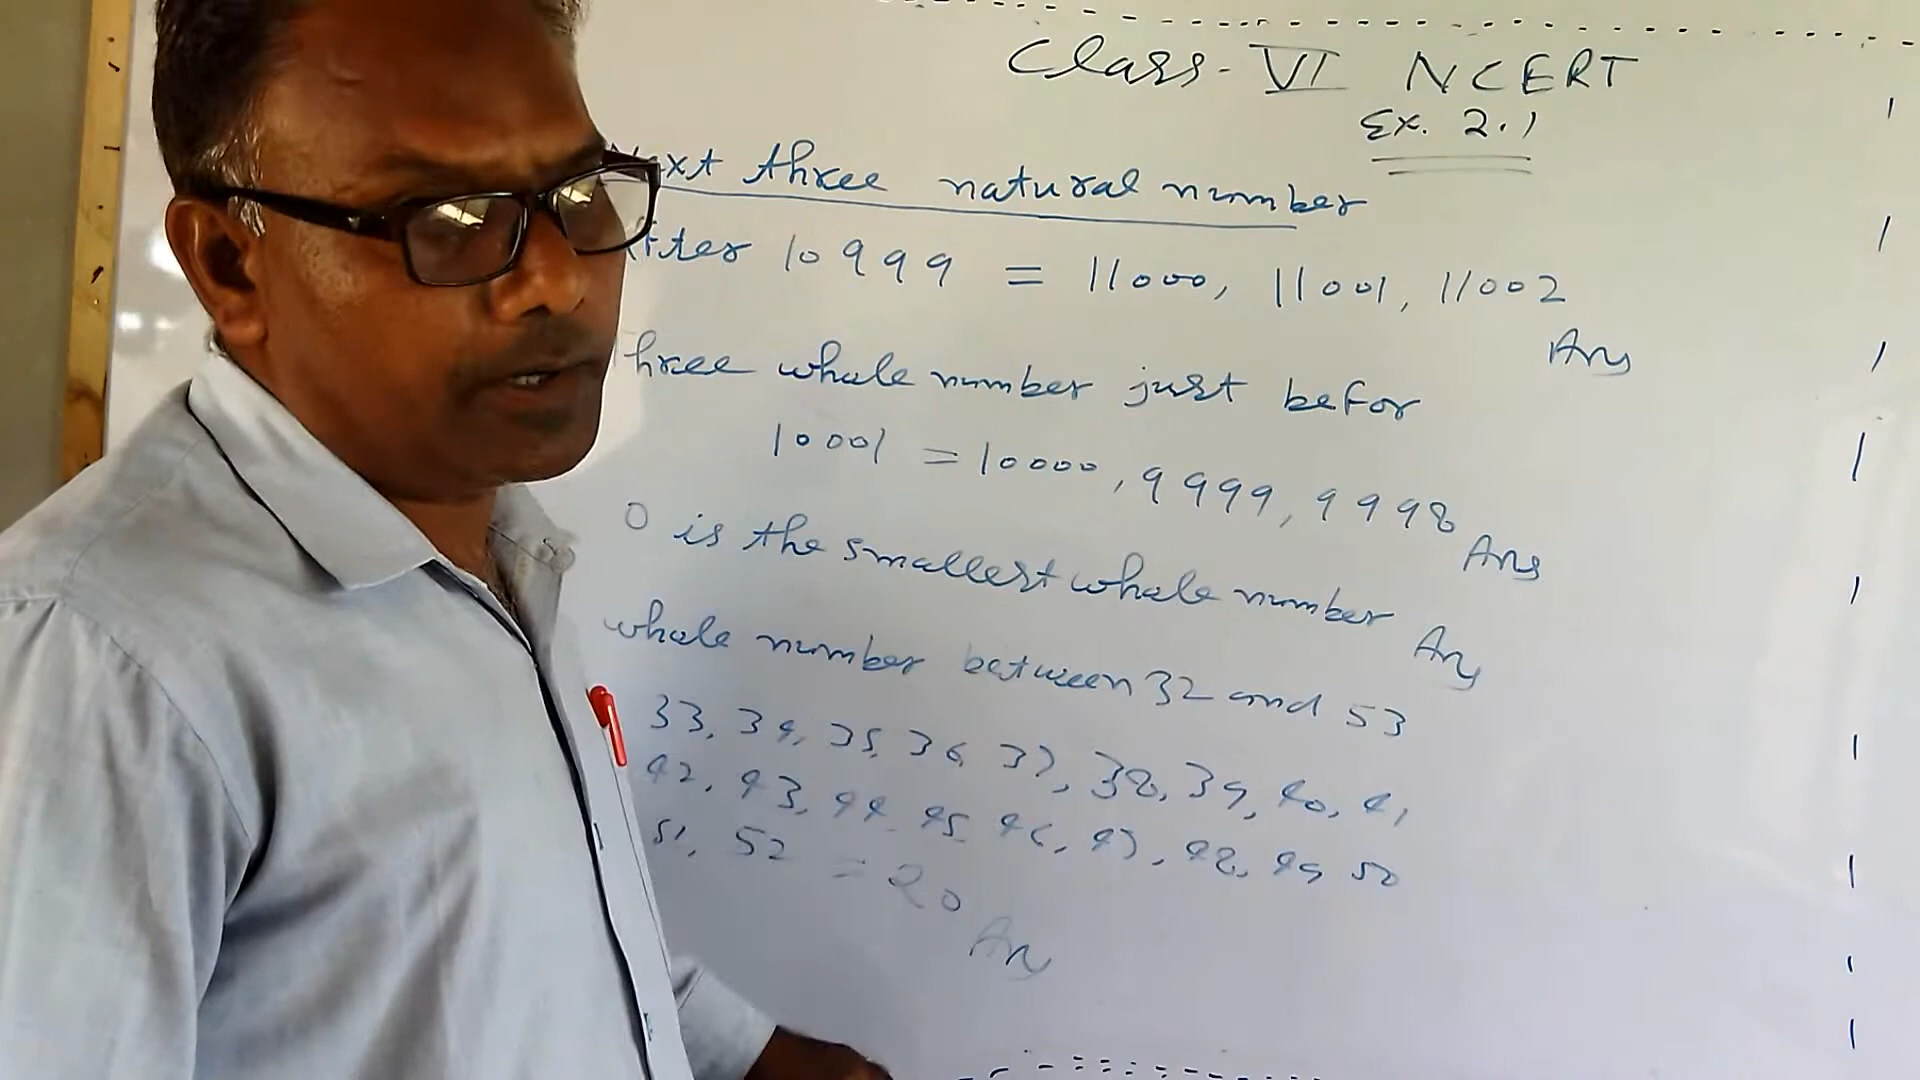 Class-VI NCERT
Ex. 2.1
Next three natural number
After 10999 = 11000, 11001, 11002
Ans
Three whole number just befor
10001 = 10000, 9999, 9998
Ans
0 is the smallest whole number
Ans
whole number between 32 and 53
33, 34, 35, 36 37, 38, 39, 40, 41
42, 43, 44 45 46, 47, 48, 49 50
51, 52 = 20
Ans